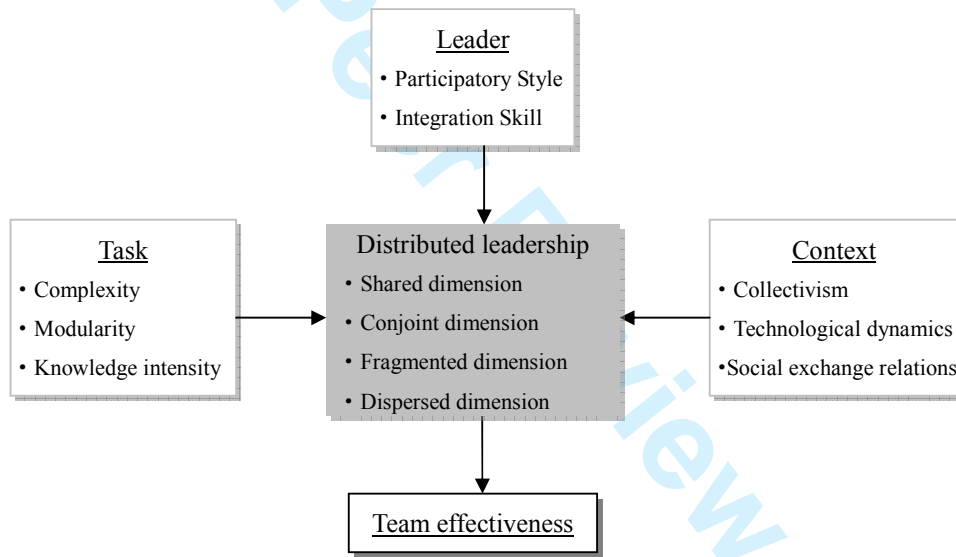 Leader
• Participatory Style
• Integration Skill
Task
• Complexity
• Modularity
• Knowledge intensity
Distributed leadership
• Shared dimension
• Conjoint dimension
• Fragmented dimension
• Dispersed dimension
Context
• Collectivism
• Technological dynamics
•Social exchange relations
Team effectiveness